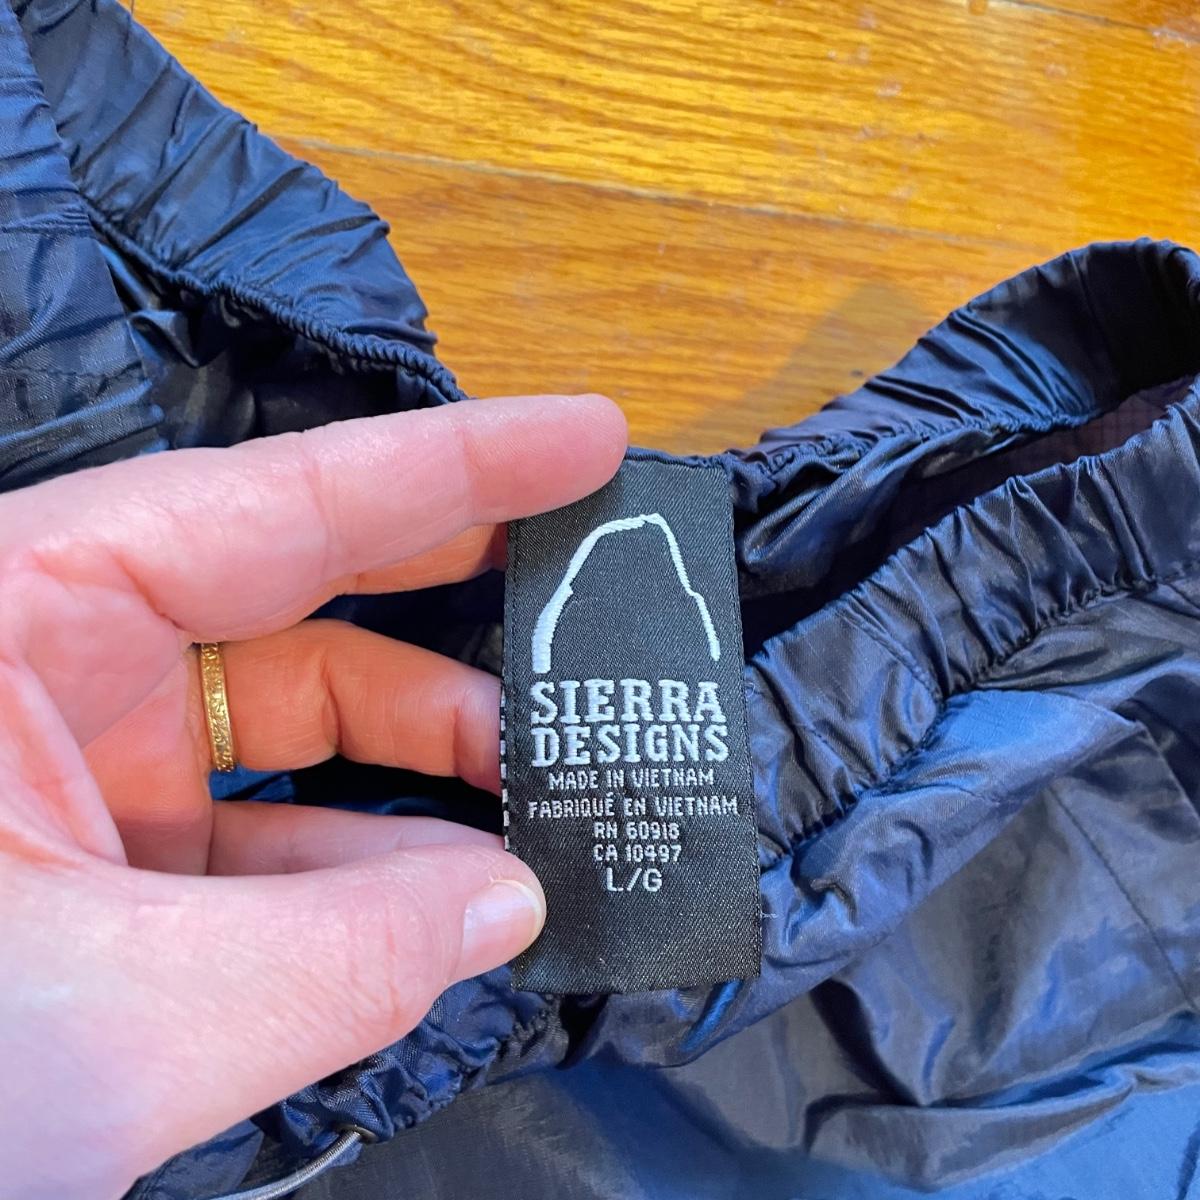 SIERRA
DESIGNS
MADE IN VIETNAM
FABRIQUÉ EN VIETNAM
RN 60918
CA 10497
L/G